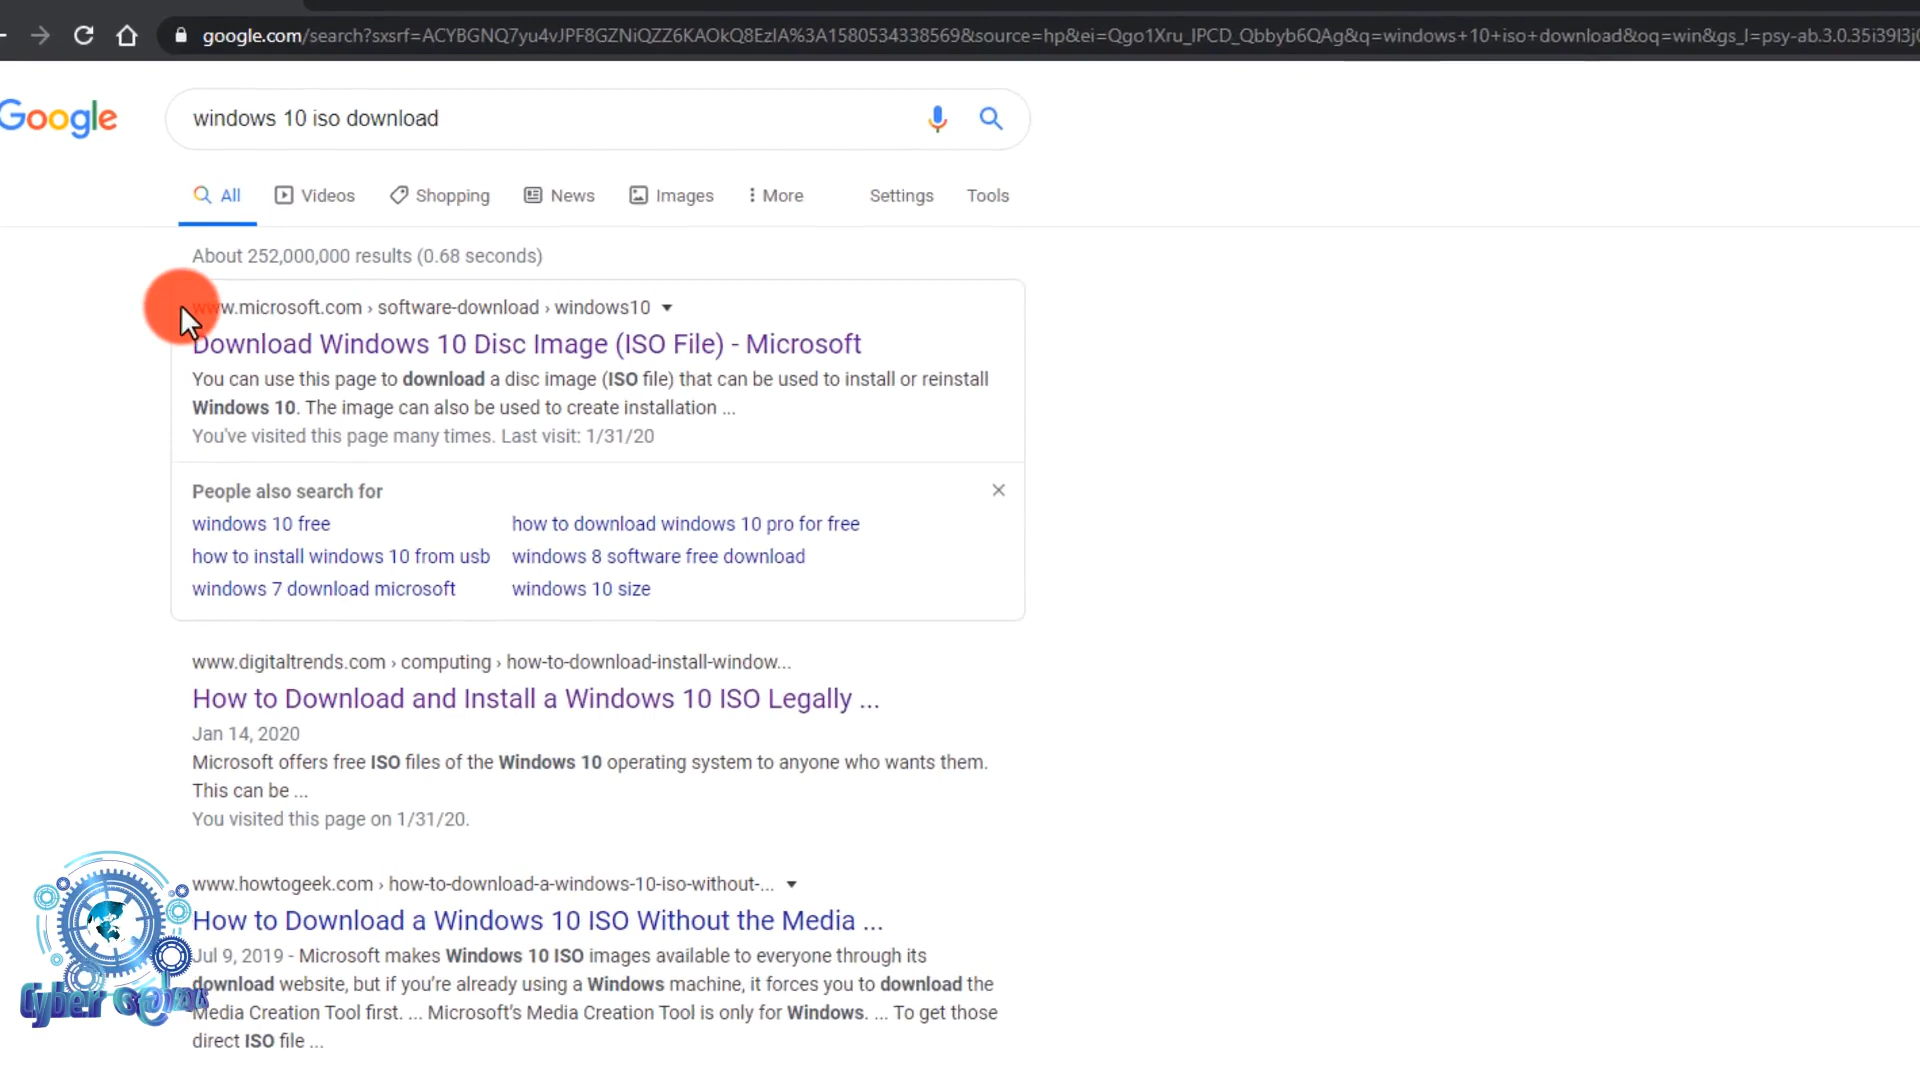 google.com/search?sxsrf=ACYBGNQ7yu4vJPF8GZNiQZZ6KAOkQ8EzIA%3A1580534338569&source=hp&ei=Qgo1Xru_IPCD_Qbbyb6QAg&q=windows+10+iso+download&oq=win&gs_l=psy-ab.3.0.35i39l3j0
Google
windows 10 iso download
All Videos Shopping News Images More Settings Tools
About 252,000,000 results (0.68 seconds)
www.microsoft.com › software-download › windows10
Download Windows 10 Disc Image (ISO File) - Microsoft
You can use this page to download a disc image (ISO file) that can be used to install or reinstall
Windows 10. The image can also be used to create installation ...
You've visited this page many times. Last visit: 1/31/20
People also search for
windows 10 free how to download windows 10 pro for free
how to install windows 10 from usb windows 8 software free download
windows 7 download microsoft windows 10 size
www.digitaltrends.com › computing › how-to-download-install-window...
How to Download and Install a Windows 10 ISO Legally ...
Jan 14, 2020
Microsoft offers free ISO files of the Windows 10 operating system to anyone who wants them.
This can be ...
You visited this page on 1/31/20.
www.howtogeek.com › how-to-download-a-windows-10-iso-without-...
How to Download a Windows 10 ISO Without the Media ...
Jul 9, 2019 - Microsoft makes Windows 10 ISO images available to everyone through its
download website, but if you're already using a Windows machine, it forces you to download the
Media Creation Tool first. ... Microsoft's Media Creation Tool is only for Windows. ... To get those
direct ISO file ...
Cyber